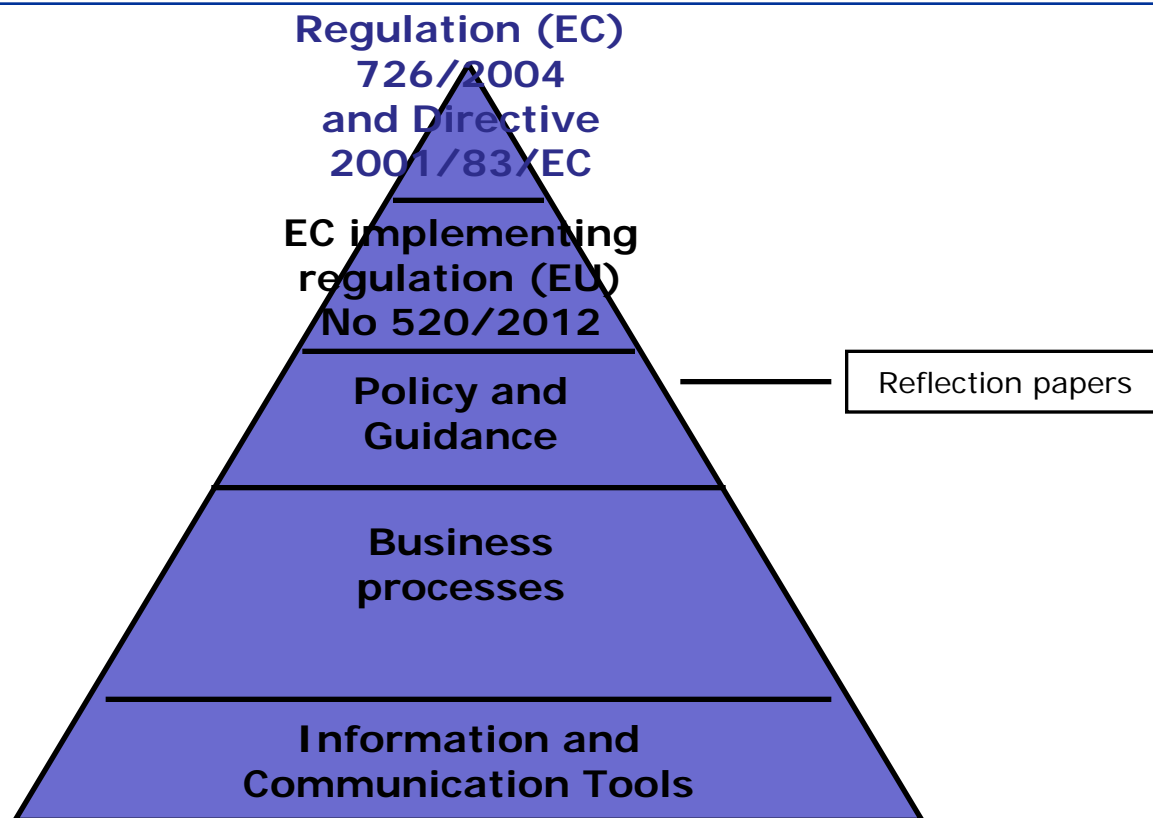 Regulation (EC)
726/2004
and Directive
2001/83/EC
EC implementing
regulation (EU)
No 520/2012
Policy and
Guidance
Reflection papers
Business
processes
Information and
Communication Tools